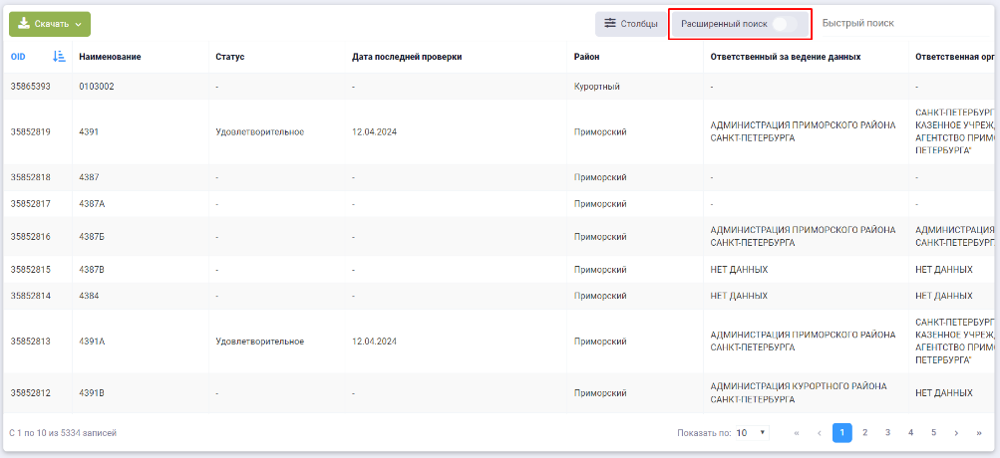 Скачать
Столбцы
Расширенный поиск
Быстрый поиск
OID Наименование Статус Дата последней проверки Район Ответственный за ведение данных Ответственная орг
35865393 0103002 - - Курортный - -
35852819 4391 Удовлетворительное 12.04.2024 Приморский
АДМИНИСТРАЦИЯ ПРИМОРСКОГО РАЙОНА
САНКТ-ПЕТЕРБУРГА
САНКТ-ПЕТЕРБУРГ
КАЗЕННОЕ УЧРЕЖ
АГЕНТСТВО ПРИМО
ПЕТЕРБУРГА"
35852818 4387 - - Приморский - -
35852817 4387А - - Приморский - -
35852816 4387Б - - Приморский
АДМИНИСТРАЦИЯ ПРИМОРСКОГО РАЙОНА
САНКТ-ПЕТЕРБУРГА
АДМИНИСТРАЦИЯ
САНКТ-ПЕТЕРБУРГ
35852815 4387В - - Приморский НЕТ ДАННЫХ НЕТ ДАННЫХ
35852814 4384 - - Приморский НЕТ ДАННЫХ НЕТ ДАННЫХ
35852813 4391А Удовлетворительное 12.04.2024 Приморский
АДМИНИСТРАЦИЯ ПРИМОРСКОГО РАЙОНА
САНКТ-ПЕТЕРБУРГА
САНКТ-ПЕТЕРБУРГ
КАЗЕННОЕ УЧРЕЖ
АГЕНТСТВО ПРИМО
ПЕТЕРБУРГА"
35852812 4391В - - Приморский
АДМИНИСТРАЦИЯ КУРОРТНОГО РАЙОНА
САНКТ-ПЕТЕРБУРГА
НЕТ ДАННЫХ
С 1 по 10 из 5334 записей
Показать по: 10
« ‹ 1 2 3 4 5 › »